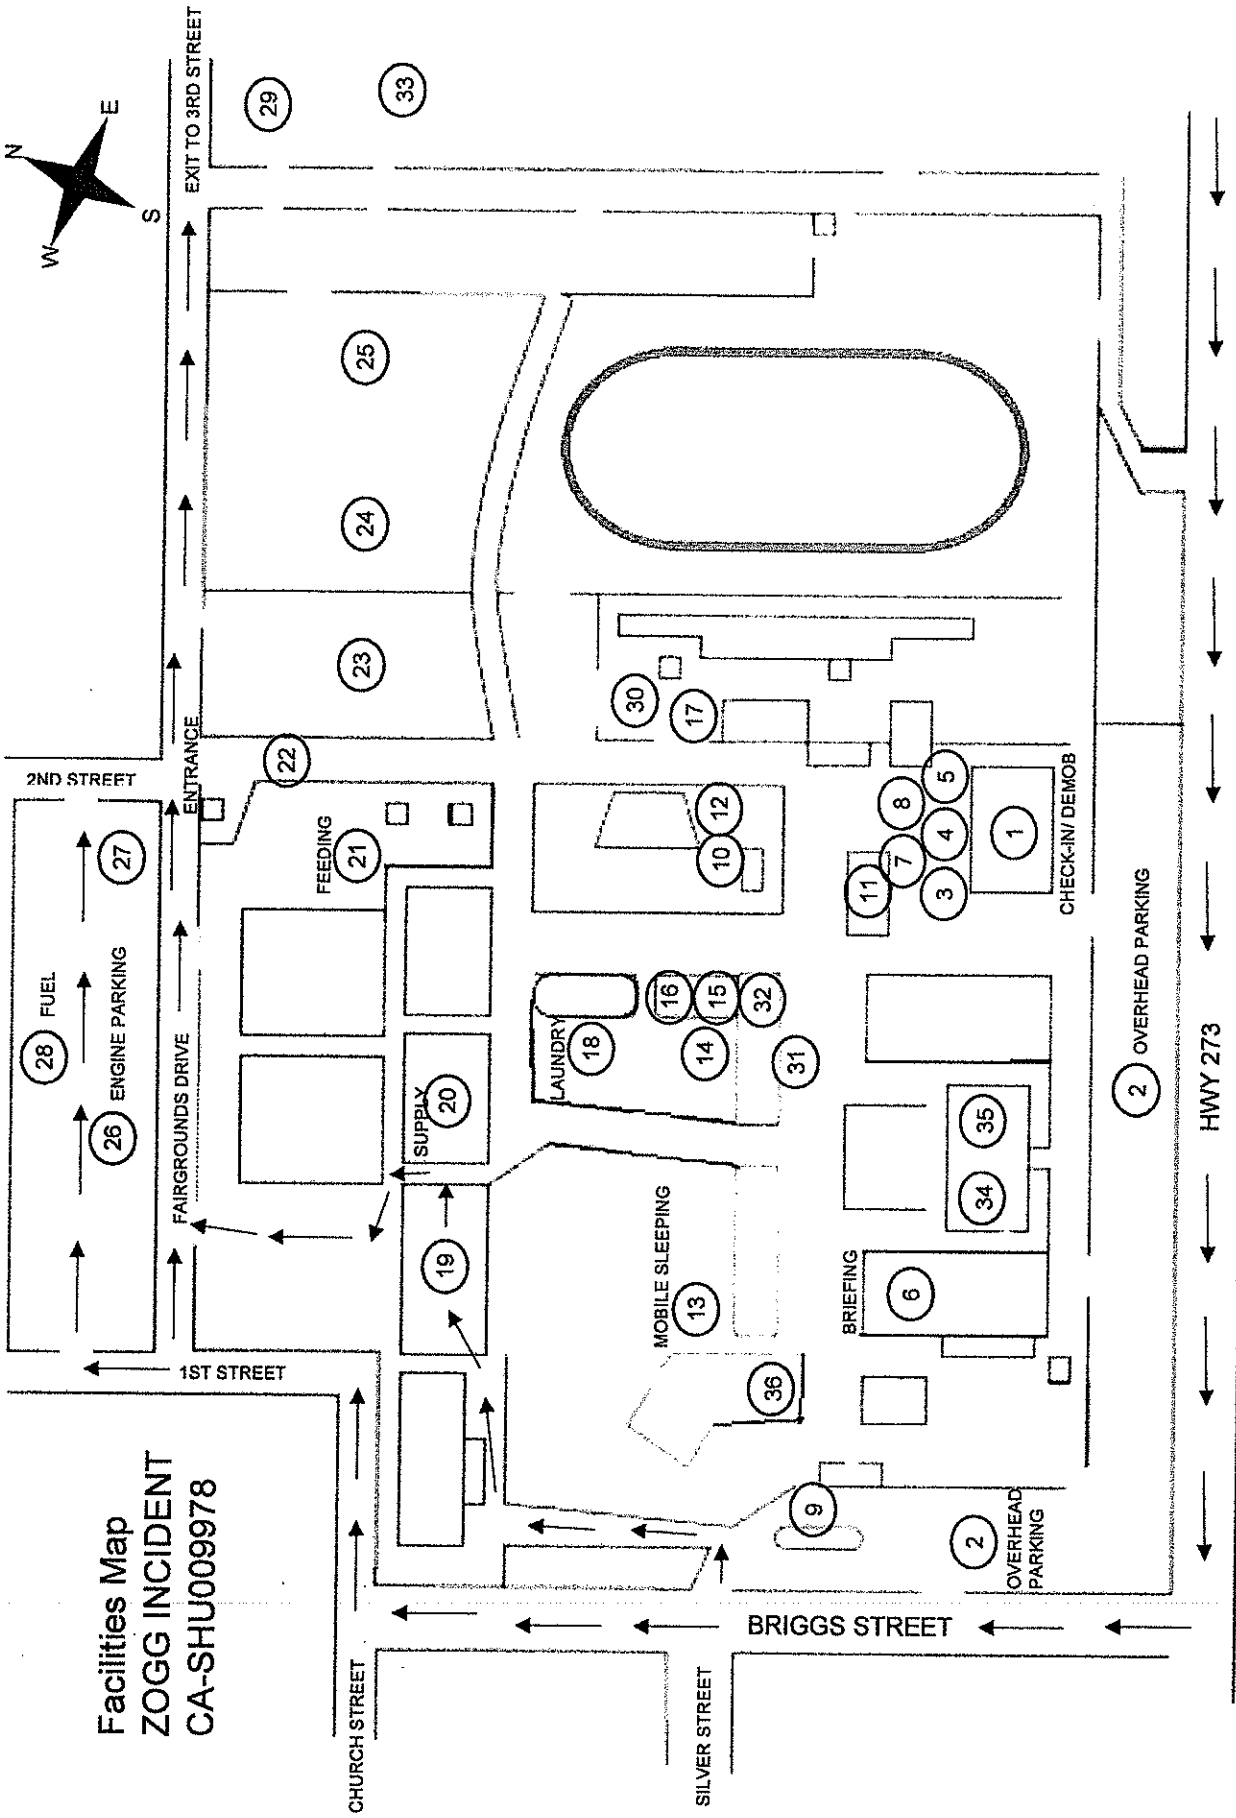 Facilities Map
ZOGG INCIDENT
CA-SHU009978
N
E
S
W
28 FUEL
26 ENGINE PARKING
27
2ND STREET
1ST STREET
FAIRGROUNDS DRIVE
ENTRANCE
EXIT TO 3RD STREET
29
33
22
FEEDING
21
23
24
25
CHURCH STREET
19
SUPPLY
20
LAUNDRY
18
16
15
32
14
31
10
12
30
17
MOBILE SLEEPING
13
36
SILVER STREET
9
BRIEFING
6
34
35
11
7
8
3
4
5
1
CHECK-IN/ DEMOB
2
OVERHEAD
PARKING
2 OVERHEAD PARKING
BRIGGS STREET
HWY 273